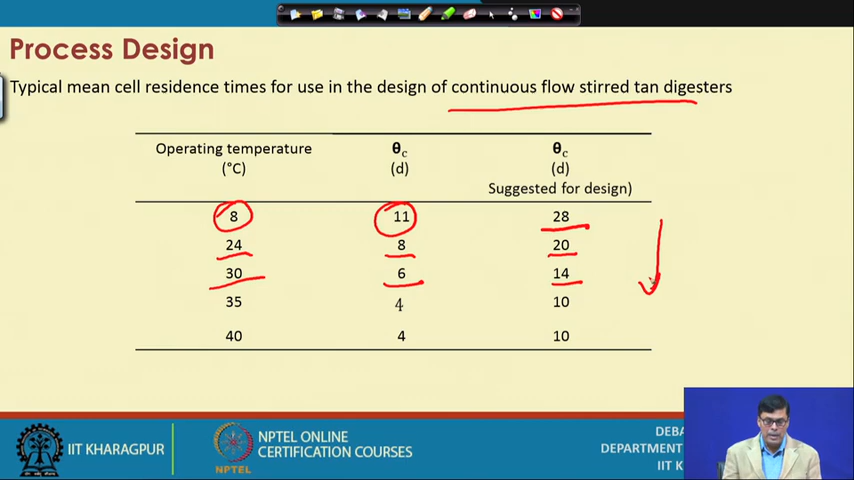 Process Design
Typical mean cell residence times for use in the design of continuous flow stirred tan digesters
Operating temperature (°C) θc (d) θc (d) Suggested for design)
8 11 28
24 8 20
30 6 14
35 4 10
40 4 10
IIT KHARAGPUR
NPTEL
NPTEL ONLINE
CERTIFICATION COURSES
DEBA
DEPARTMENT
IIT K